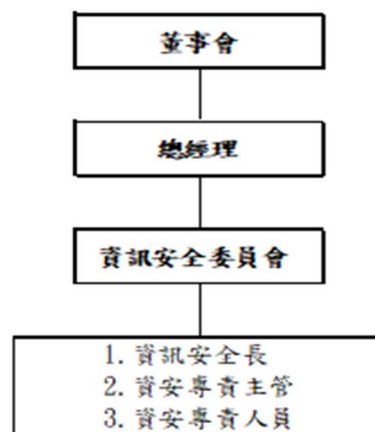 董事會
總經理
資訊安全委員會
1. 資訊安全長
2. 資安專責主管
3. 資安專責人員